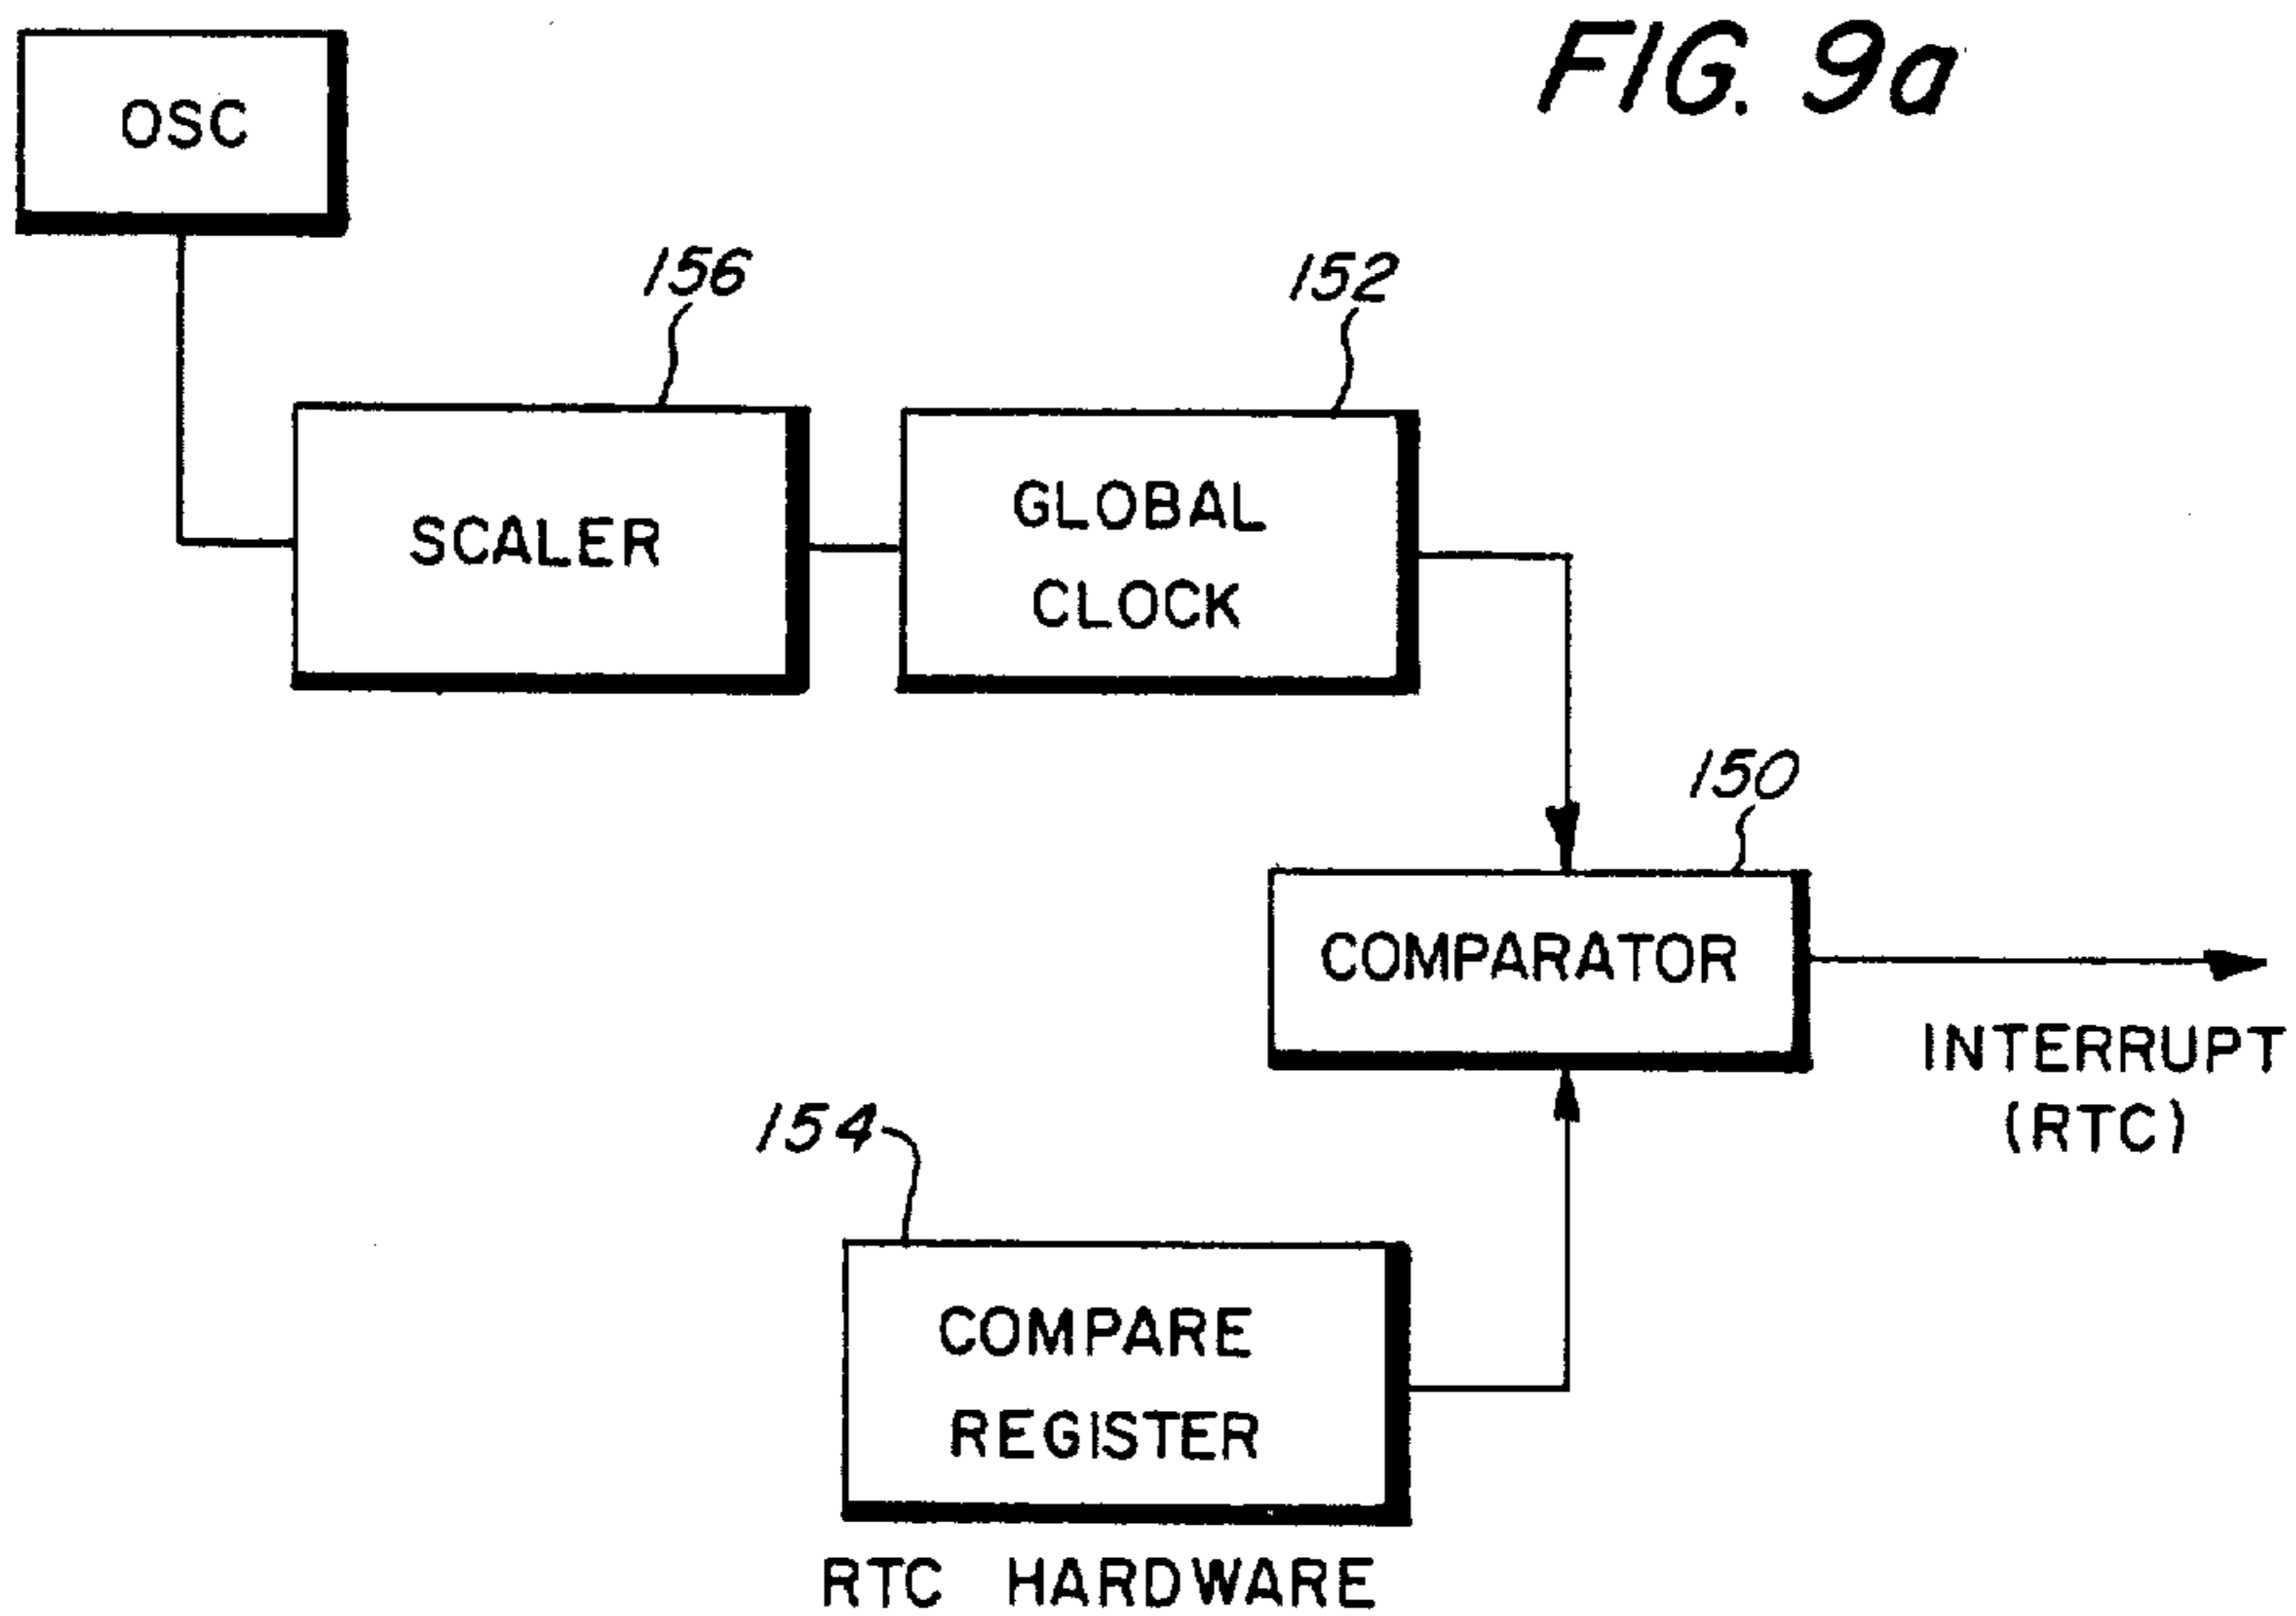 FIG. 9a
OSC
156
152
SCALER
GLOBAL
CLOCK
150
COMPARATOR
INTERRUPT
(RTC)
154
COMPARE
REGISTER
RTC HARDWARE